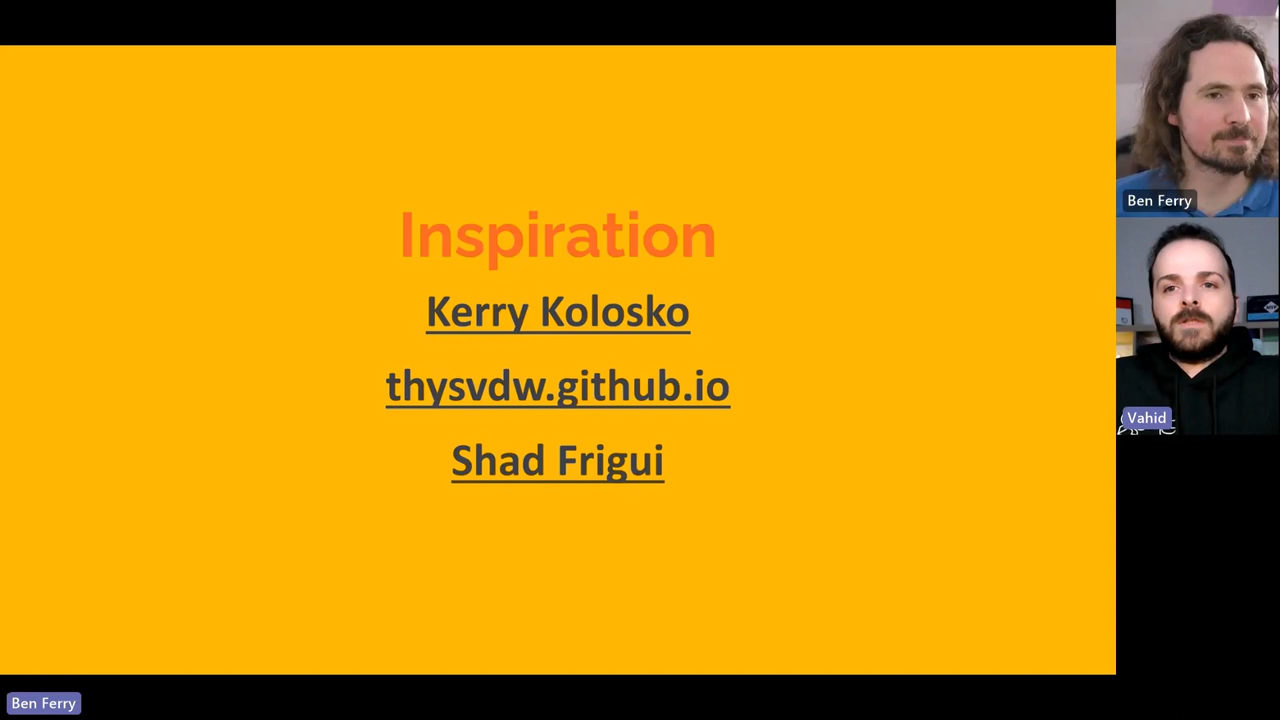 Inspiration
Kerry Kolosko
thysvdw.github.io
Shad Frigui
Ben Ferry
Vahid
Ben Ferry